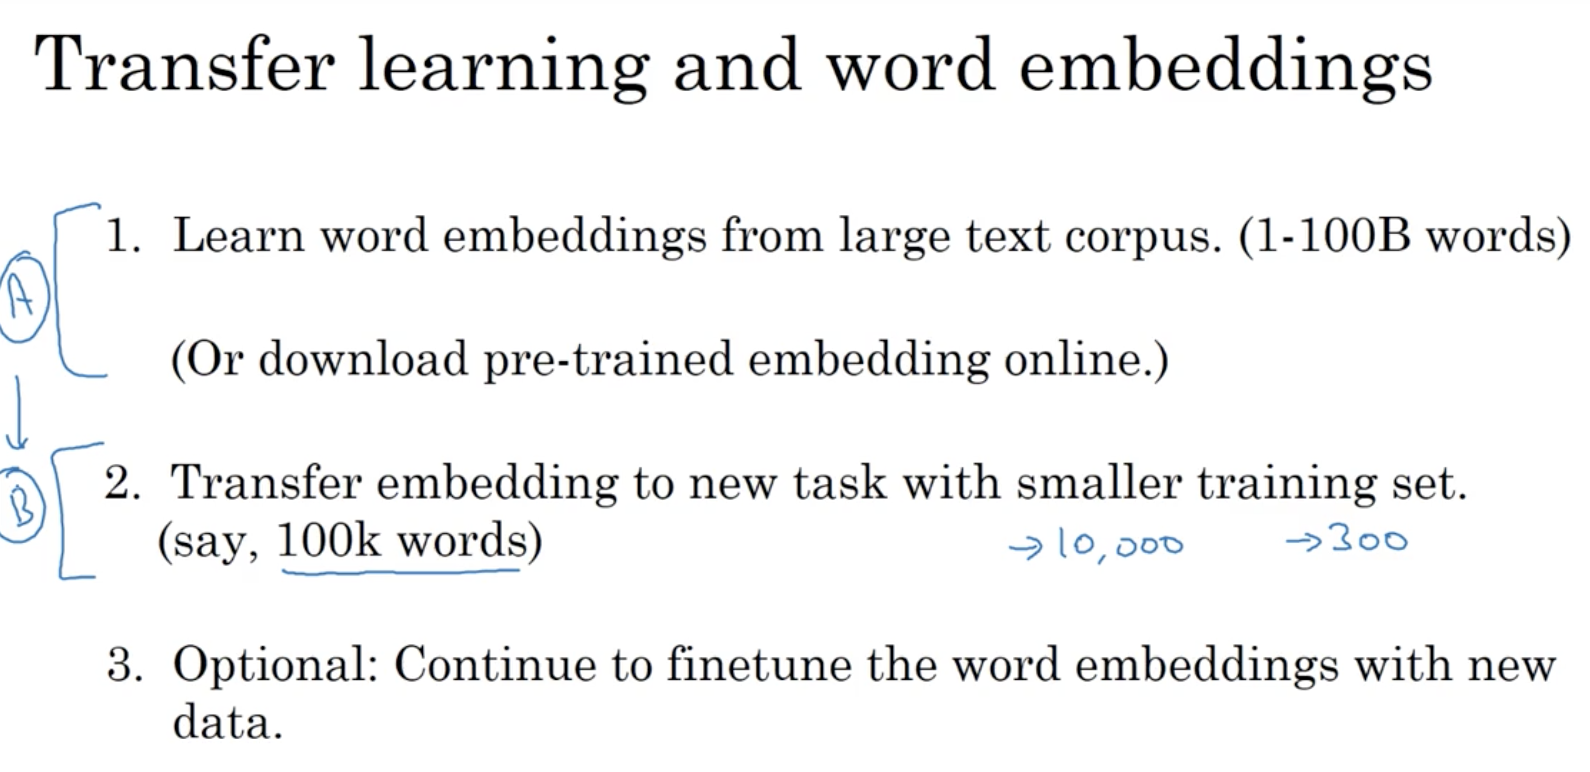 Transfer learning and word embeddings
1. Learn word embeddings from large text corpus. (1-100B words)
A
(Or download pre-trained embedding online.)
2. Transfer embedding to new task with smaller training set.
B
(say, 100k words)
→10,000 →300
3. Optional: Continue to finetune the word embeddings with new
data.